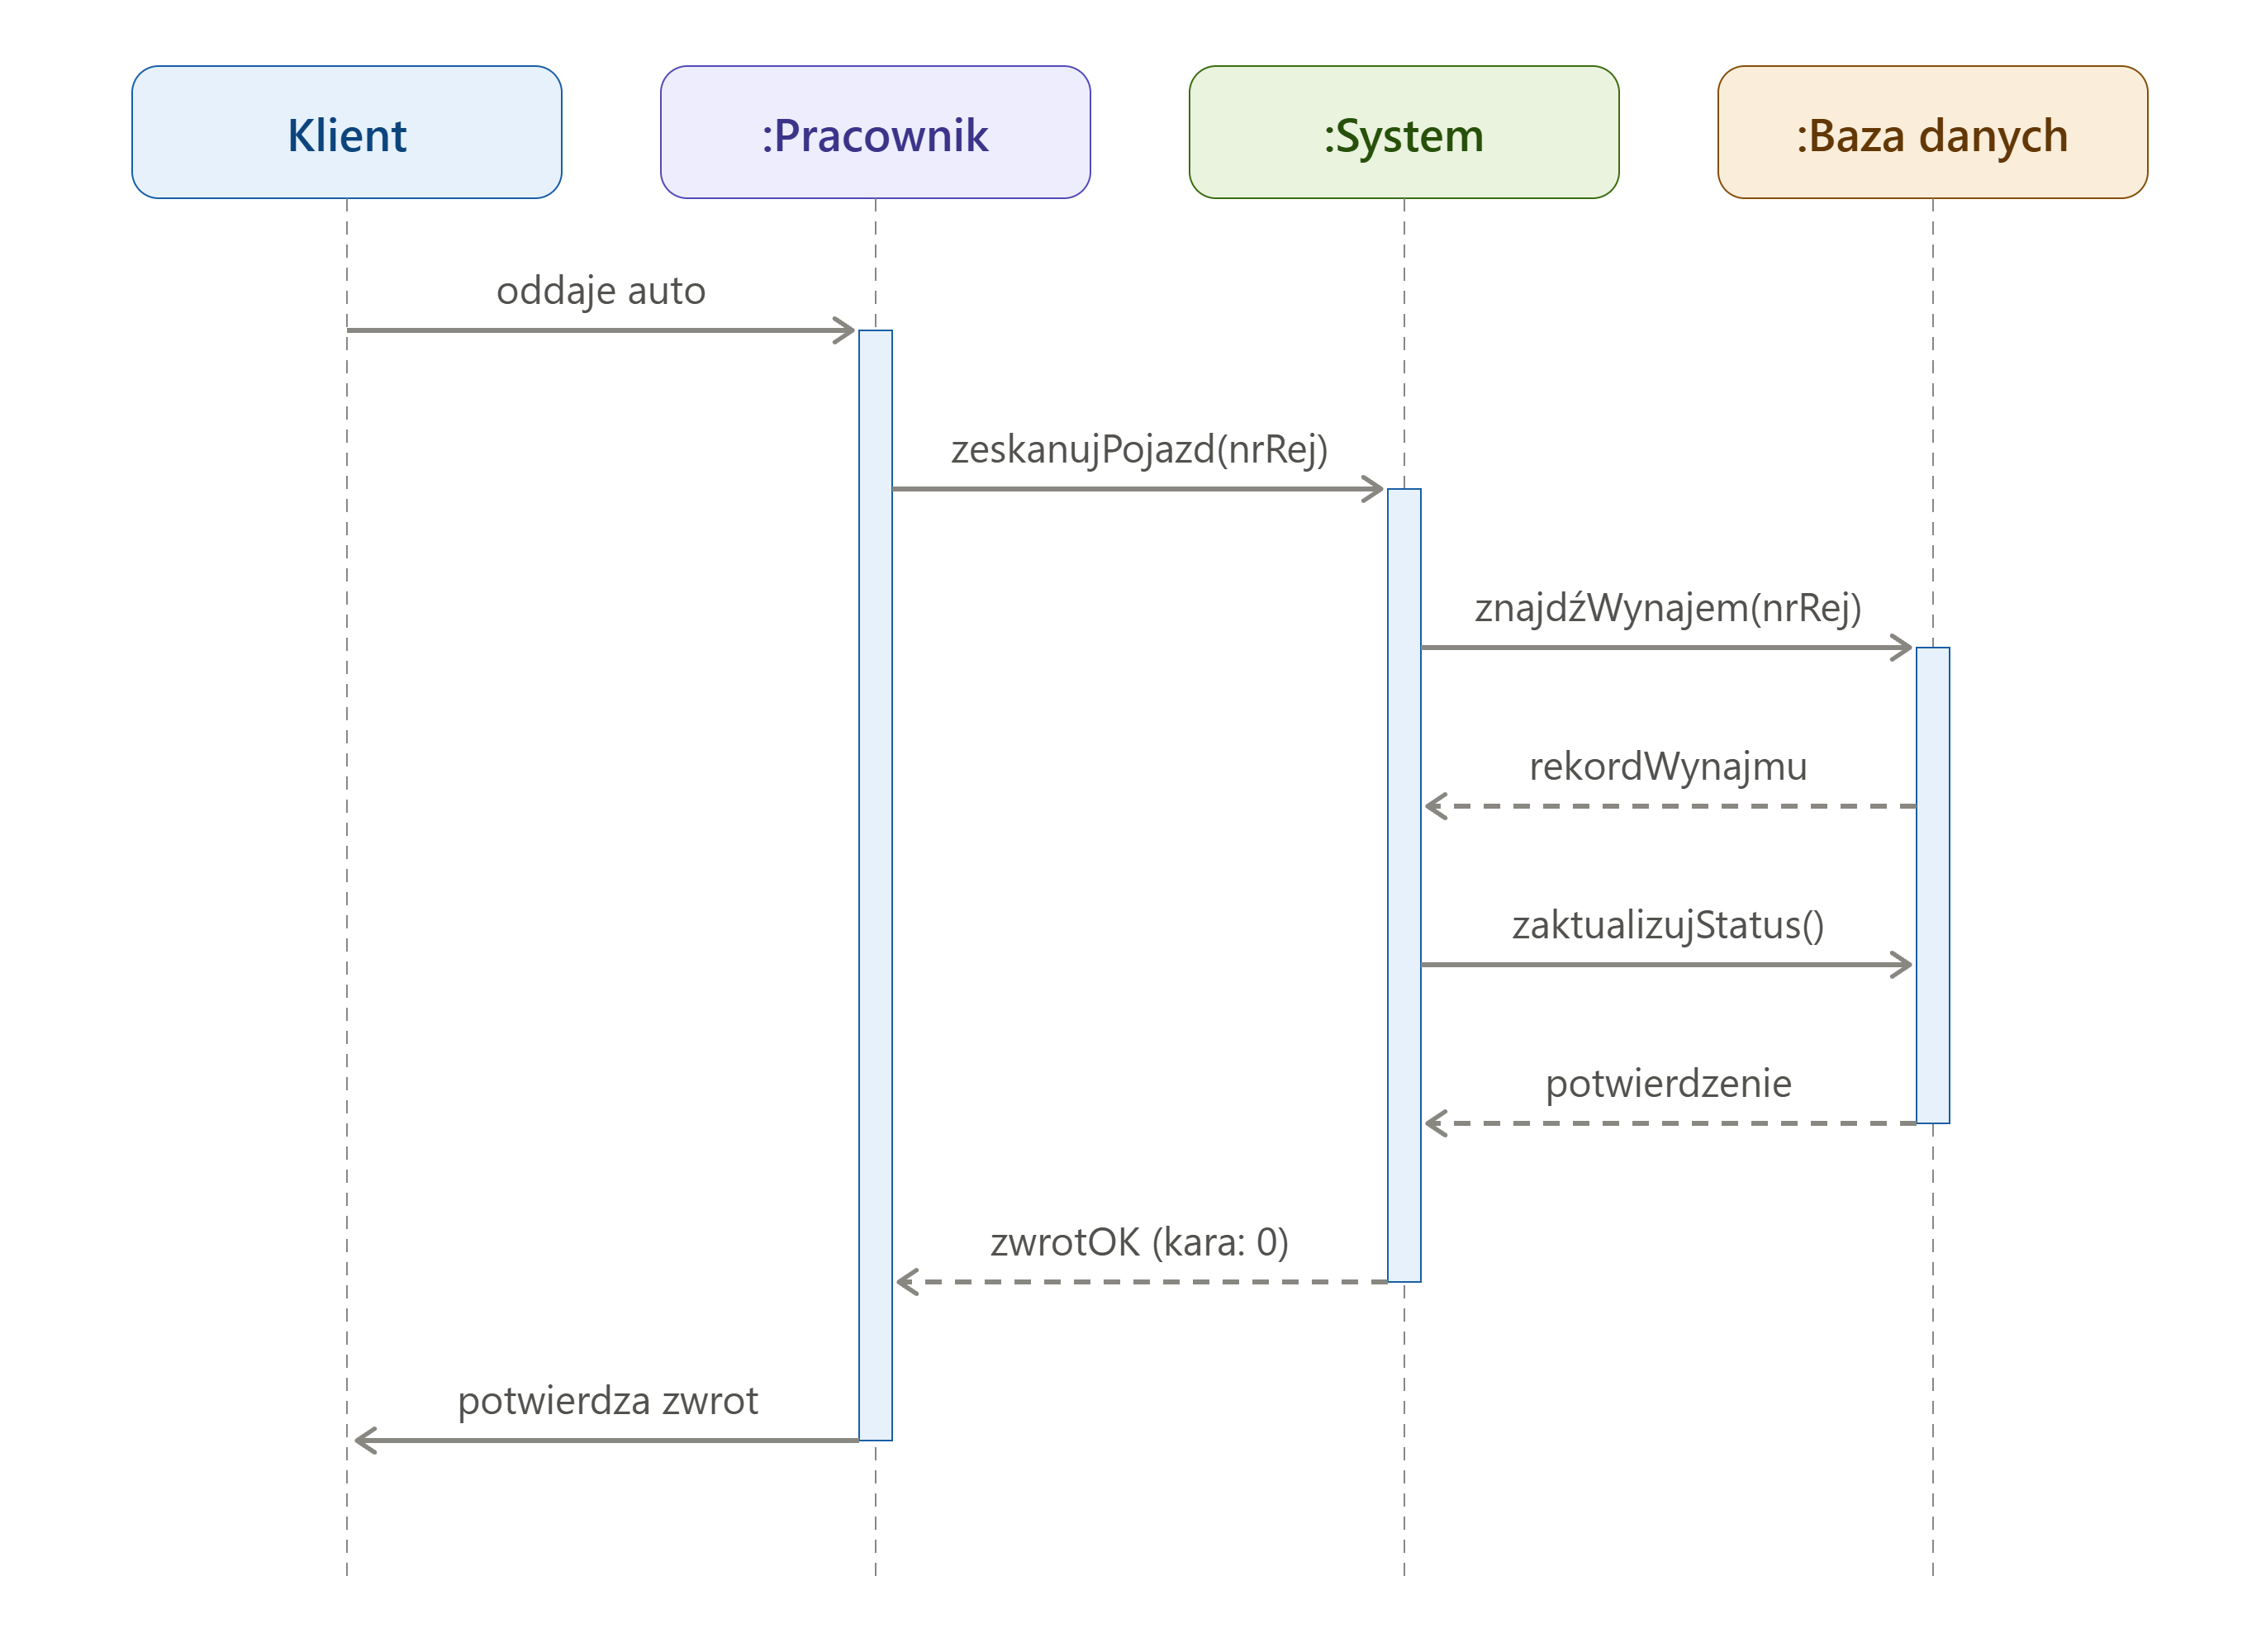 Klient
:Pracownik
:System
:Baza danych
oddaje auto
zeskanujPojazd(nrRej)
znajdźWynajem(nrRej)
rekordWynajmu
zaktualizujStatus()
potwierdzenie
zwrotOK (kara: 0)
potwierdza zwrot